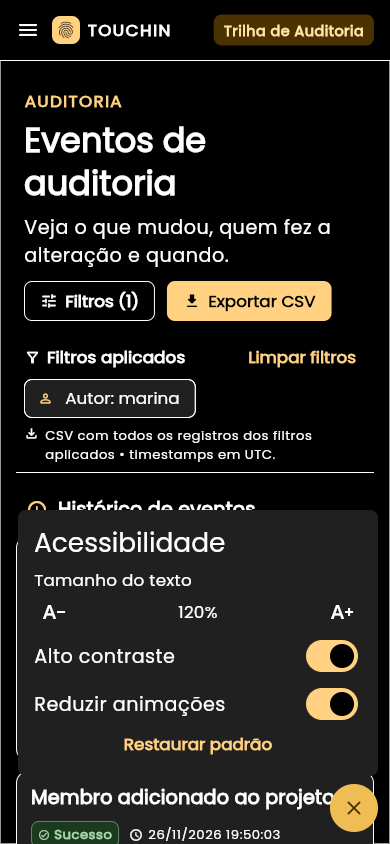 TOUCHIN
Trilha de Auditoria
AUDITORIA
Eventos de
auditoria
Veja o que mudou, quem fez a
alteração e quando.
Filtros (1)
Exportar CSV
Filtros aplicados
Limpar filtros
Autor: marina
CSV com todos os registros dos filtros
aplicados • timestamps em UTC.
Histórico de eventos
Acessibilidade
Tamanho do texto
A-
120%
A+
Alto contraste
Reduzir animações
Restaurar padrão
Membro adicionado ao projeto
Sucesso
26/11/2026 19:50:03